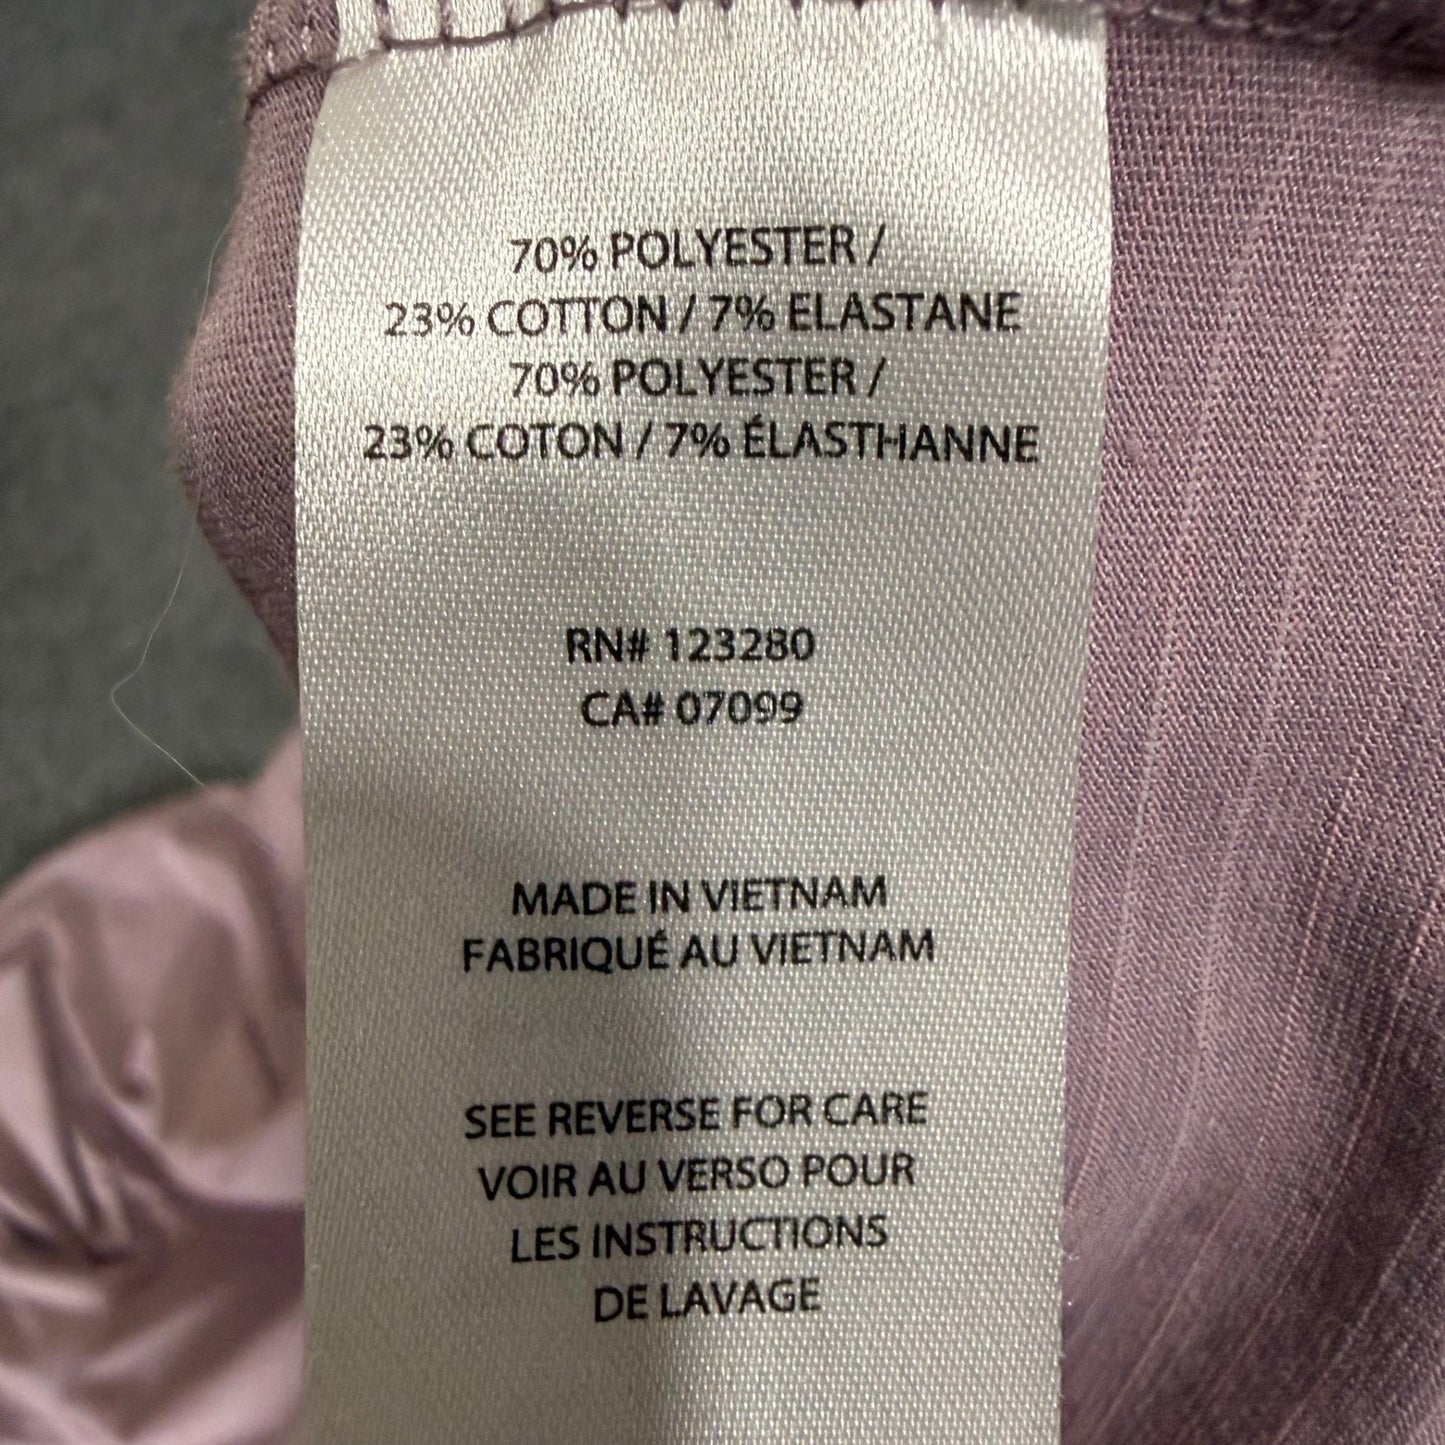 70% POLYESTER /
23% COTTON / 7% ELASTANE
70% POLYESTER /
23% COTON / 7% ÉLASTHANNE
RN# 123280
CA# 07099
MADE IN VIETNAM
FABRIQUÉ AU VIETNAM
SEE REVERSE FOR CARE
VOIR AU VERSO POUR
LES INSTRUCTIONS
DE LAVAGE